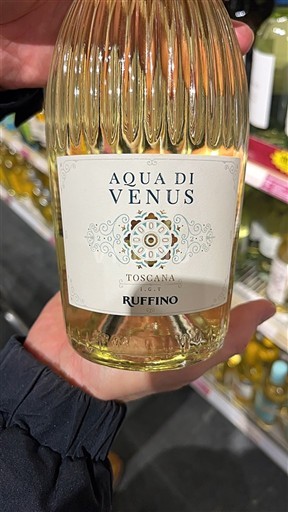 AQUA DI
VENUS
TOSCANA
I.G.T
RUFFINO